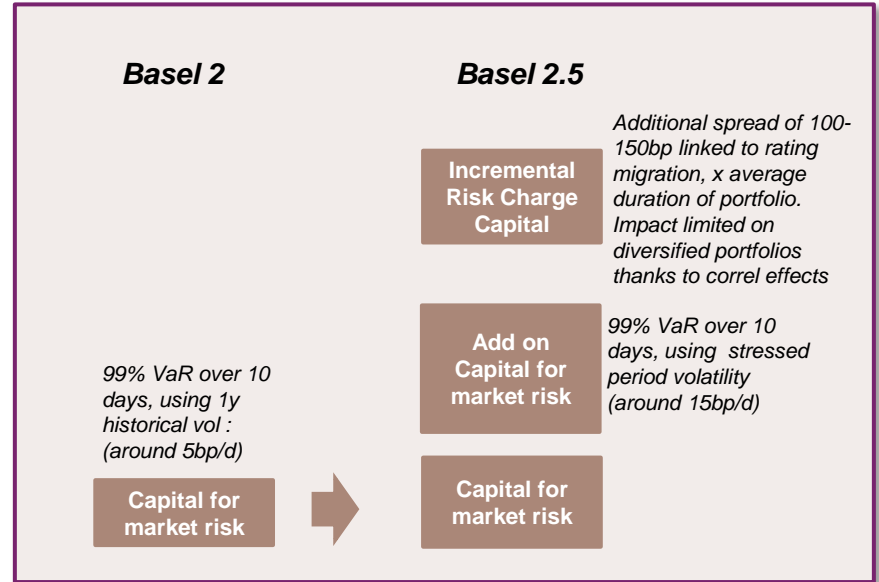 Basel 2
Basel 2.5
Incremental
Risk Charge
Capital
Additional spread of 100-
150bp linked to rating
migration, x average
duration of portfolio.
Impact limited on
diversified portfolios
thanks to correl effects
Add on
Capital for
market risk
99% VaR over 10
days, using  stressed
period volatility
(around 15bp/d)
99% VaR over 10
days, using 1y
historical vol :
(around 5bp/d)
Capital for
market risk
Capital for
market risk